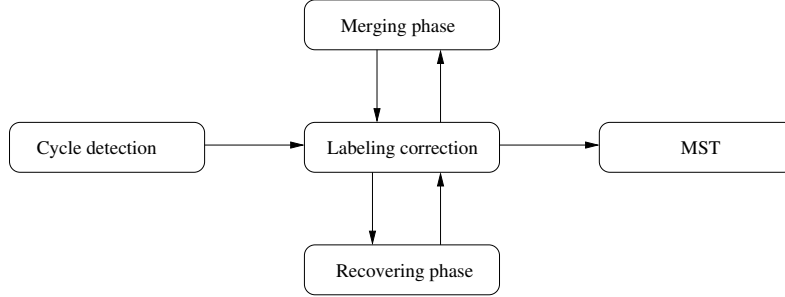 Merging phase
Cycle detection
Labeling correction
MST
Recovering phase